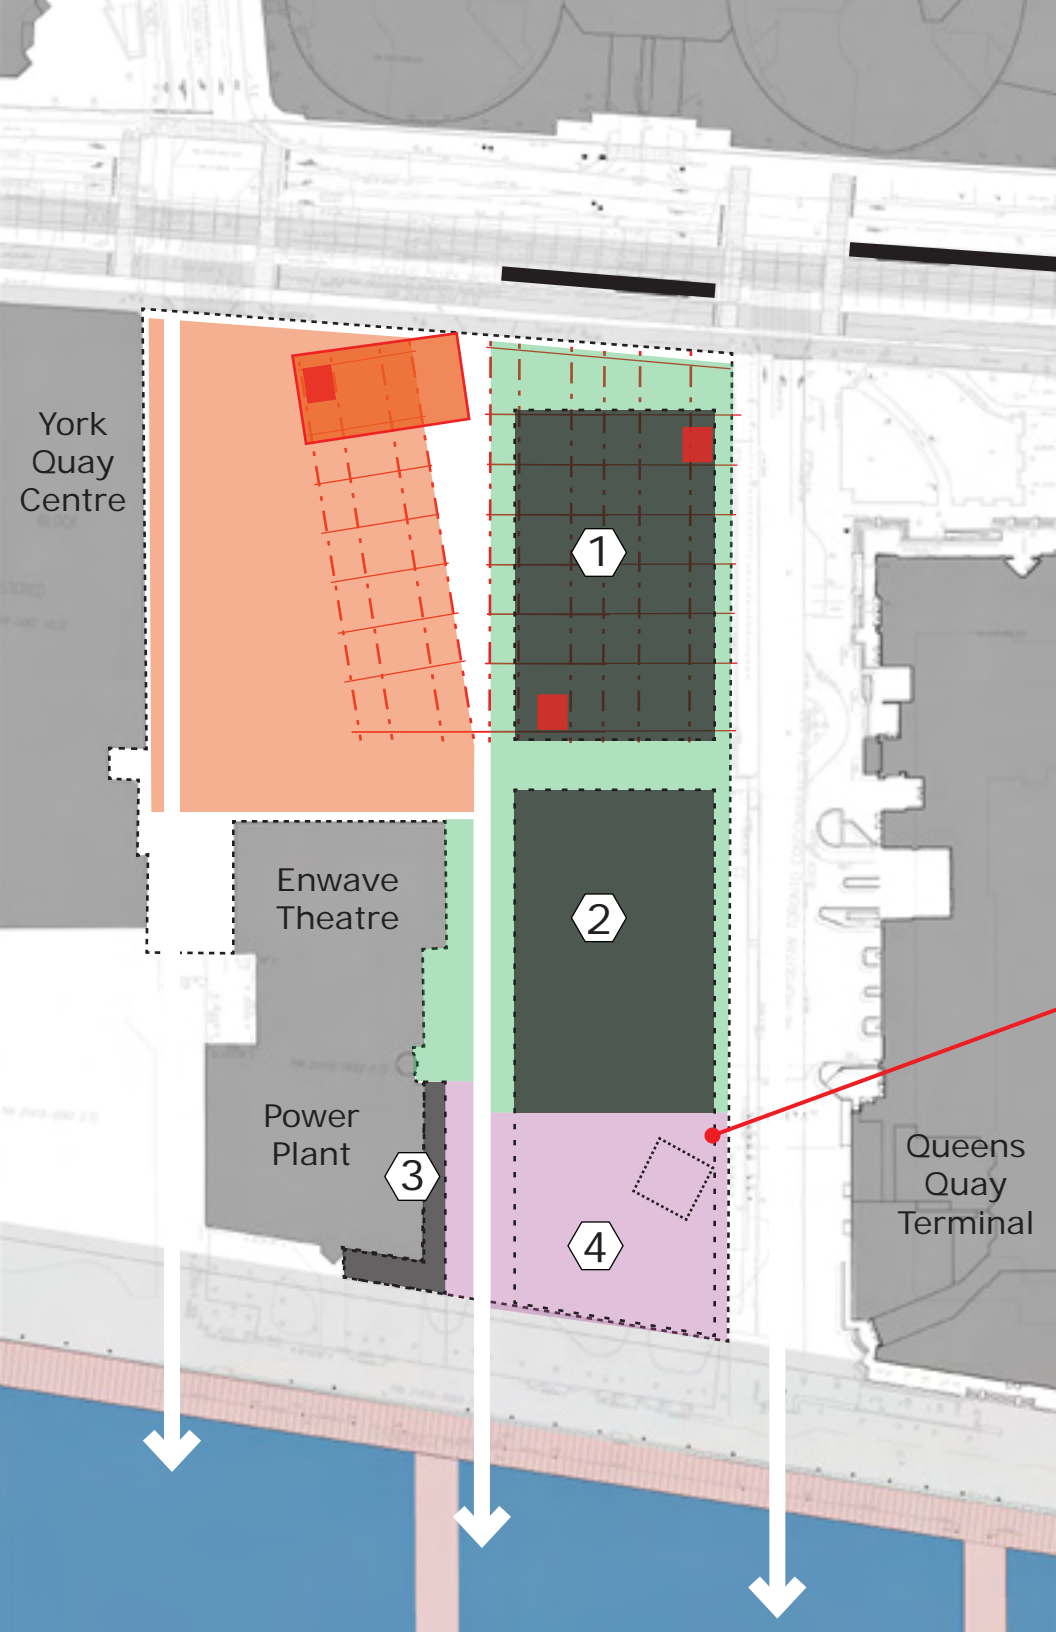 York
Quay
Centre
1
Enwave
Theatre
2
Power
Plant
3
Queens
Quay
Terminal
4